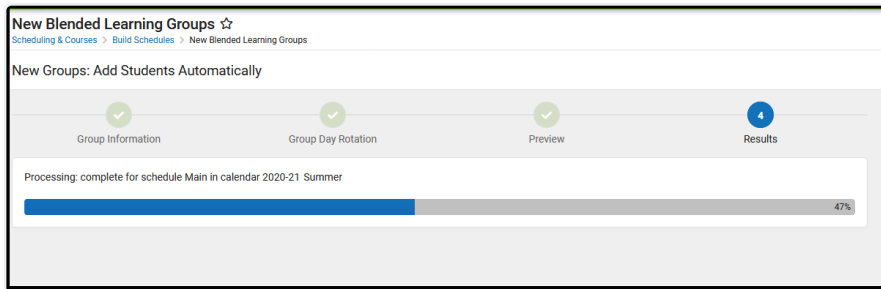 New Blended Learning Groups ☆
Scheduling & Courses > Build Schedules > New Blended Learning Groups
New Groups: Add Students Automatically
4
Group Information Group Day Rotation Preview Results
Processing: complete for schedule Main in calendar 2020-21 Summer
47%